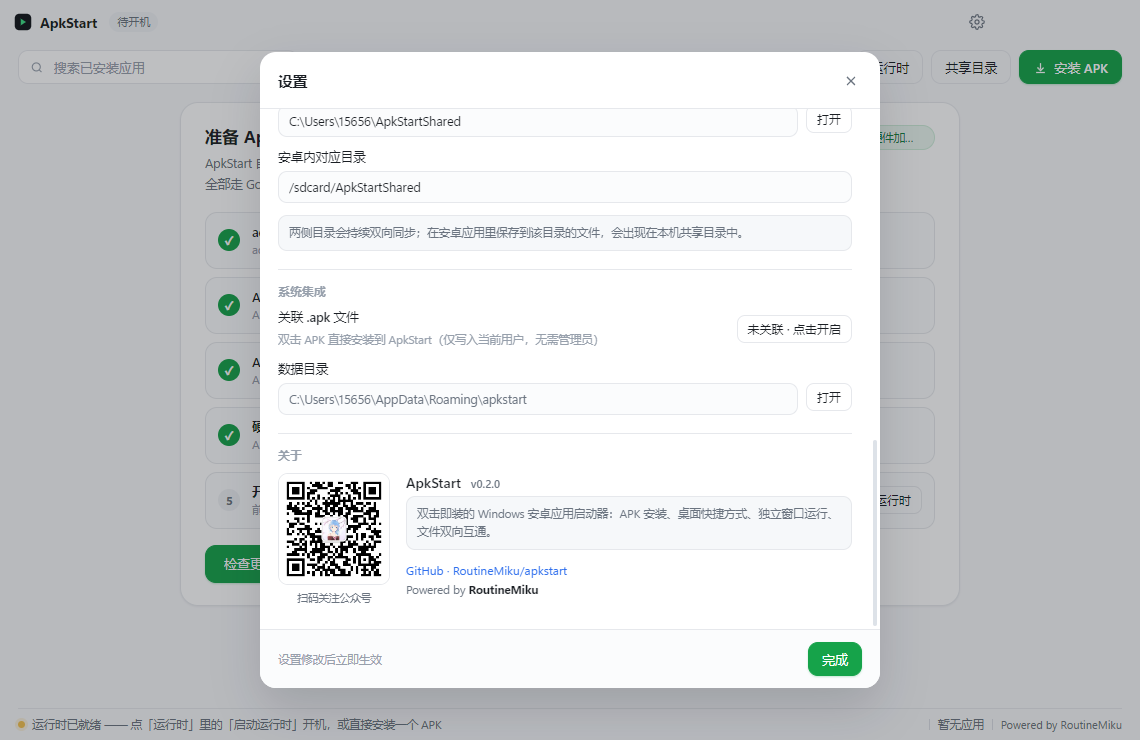 ApkStart 待开机
搜索已安装应用
行时
共享目录
安装 APK
准备 Ap
ApkStart
全部走 Go
件加...
设置
C:\Users\15656\ApkStartShared
打开
安卓内对应目录
/sdcard/ApkStartShared
两侧目录会持续双向同步；在安卓应用里保存到该目录的文件，会出现在本机共享目录中。
系统集成
关联 .apk 文件
双击 APK 直接安装到 ApkStart（仅写入当前用户，无需管理员）
未关联 · 点击开启
数据目录
C:\Users\15656\AppData\Roaming\apkstart
打开
关于
ApkStart v0.2.0
双击即装的 Windows 安卓应用启动器：APK 安装、桌面快捷方式、独立窗口运行、
文件双向互通。
GitHub · RoutineMiku/apkstart
Powered by RoutineMiku
扫码关注公众号
5
运行时
检查更
设置修改后立即生效
完成
运行时已就绪 —— 点「运行时」里的「启动运行时」开机，或直接安装一个 APK
暂无应用
Powered by RoutineMiku